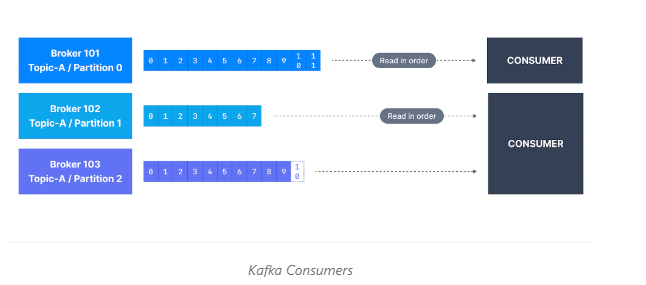 Broker 101
Topic-A / Partition 0
0 1 2 3 4 5 6 7 8 9 10 11
Read in order
CONSUMER
Broker 102
Topic-A / Partition 1
0 1 2 3 4 5 6 7
Read in order
CONSUMER
Broker 103
Topic-A / Partition 2
0 1 2 3 4 5 6 7 8 9 10
Kafka Consumers